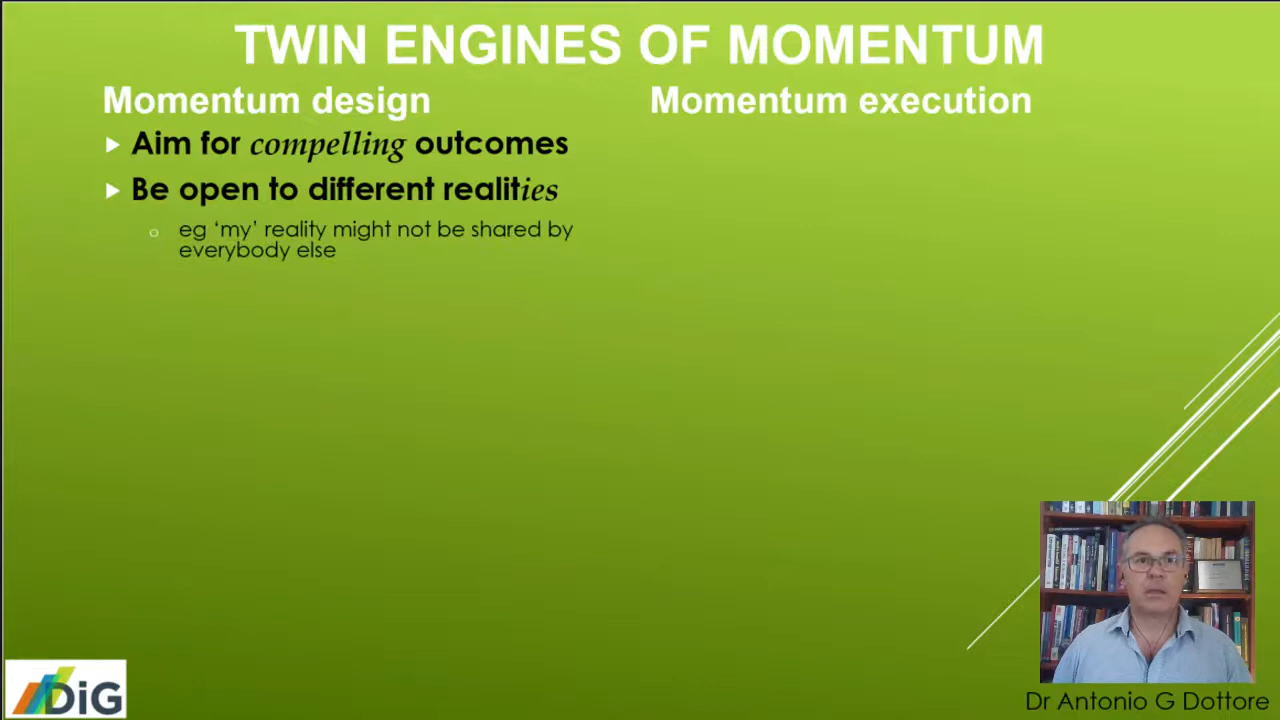 TWIN ENGINES OF MOMENTUM
Momentum design
Aim for compelling outcomes
Be open to different realities
eg ‘my’ reality might not be shared by
everybody else
Momentum execution
DiG
Dr Antonio G Dottore